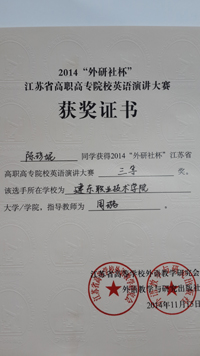 2014“外研社杯”
江苏省高职高专院校英语演讲大赛
获奖证书
同学获得2014“外研社杯”江苏省
高职高专院校英语演讲大赛 三等 奖。
该选手所在学校为 建东职业技术学院
大学/学院，指导教师为
江苏省高等学校外语教学研究会
外语教学与研究出版社
2014年11月15日